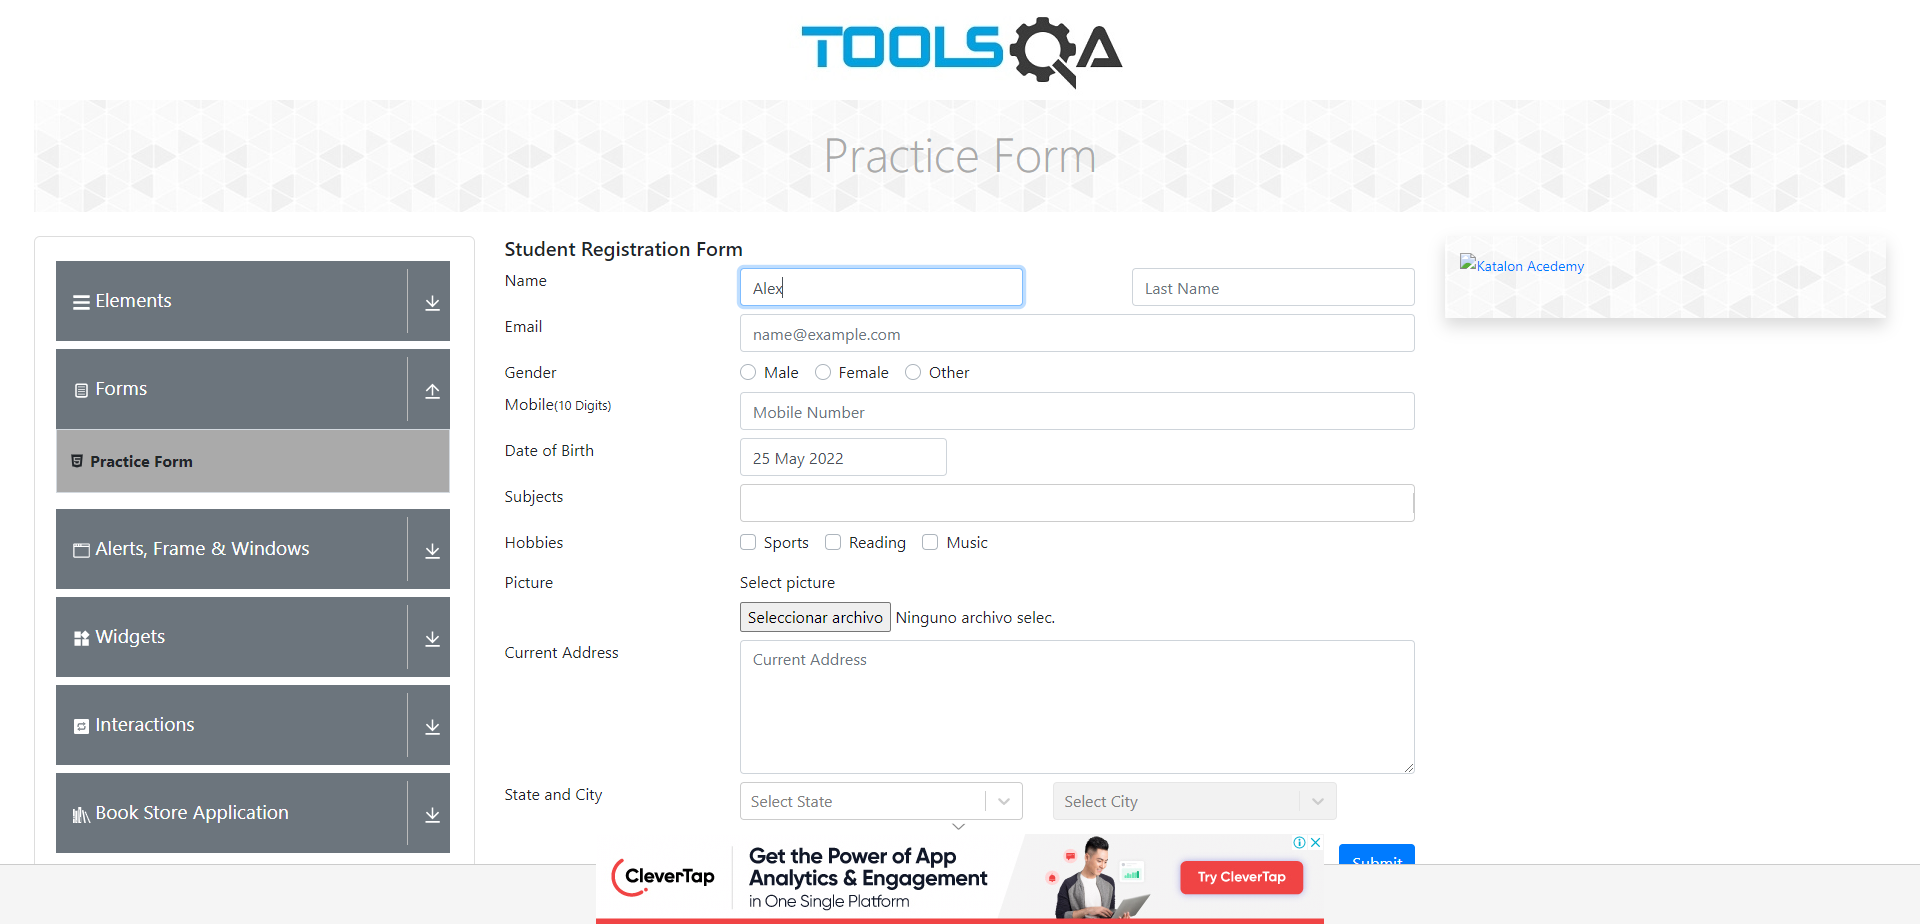 TOOLSQA
Practice Form
Elements
Forms
Practice Form
Alerts, Frame & Windows
Widgets
Interactions
Book Store Application
Student Registration Form
Name
Alex
Last Name
Email
name@example.com
Gender
Male
Female
Other
Mobile(10 Digits)
Mobile Number
Date of Birth
25 May 2022
Subjects
Hobbies
Sports
Reading
Music
Picture
Select picture
Seleccionar archivo
Ninguno archivo selec.
Current Address
Current Address
State and City
Select State
Select City
Submit
Katalon Acedemy
CleverTap
Get the Power of App
Analytics & Engagement
in One Single Platform
Try CleverTap